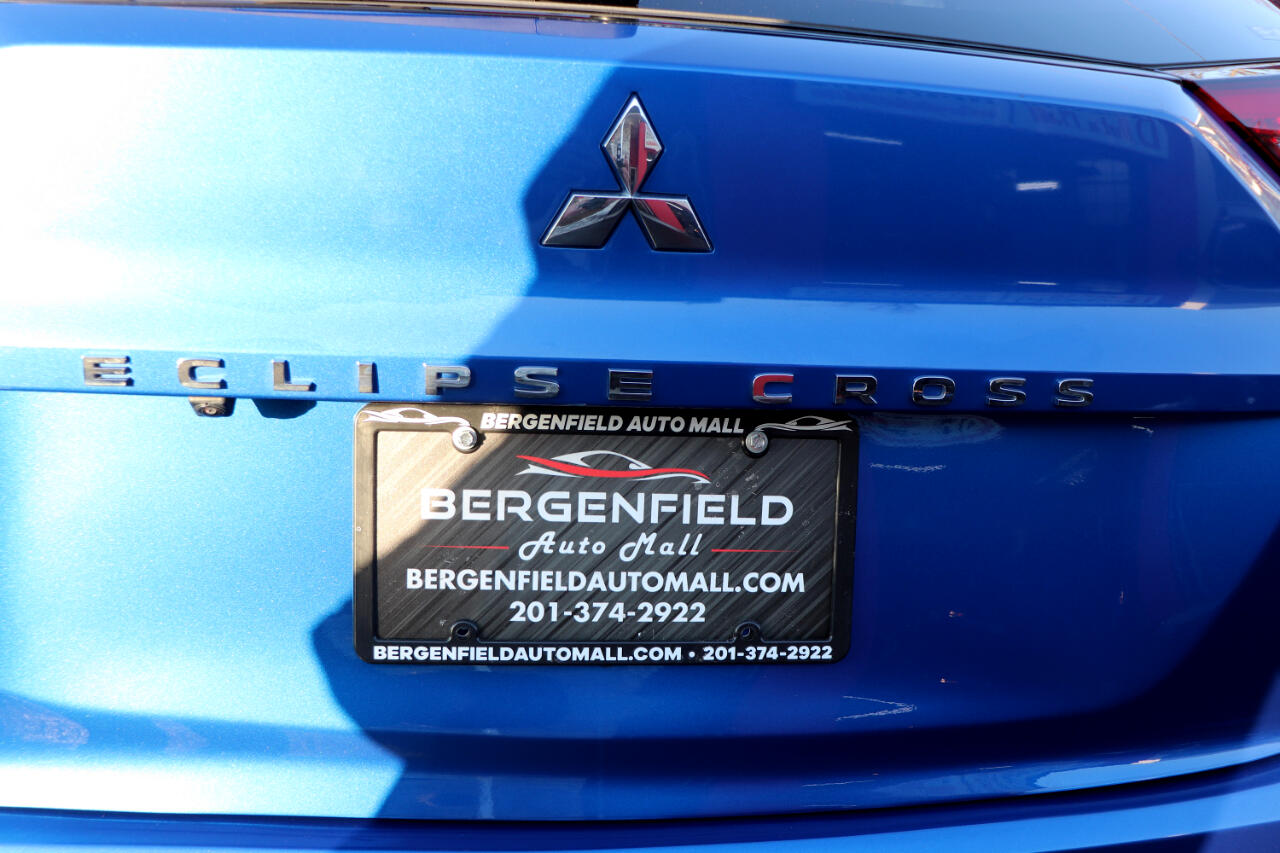 ECLIPSE CROSS
BERGENFIELD AUTO MALL
BERGENFIELD
Auto Mall
BERGENFIELDAUTOMALL.COM
201-374-2922
BERGENFIELDAUTOMALL.COM • 201-374-2922